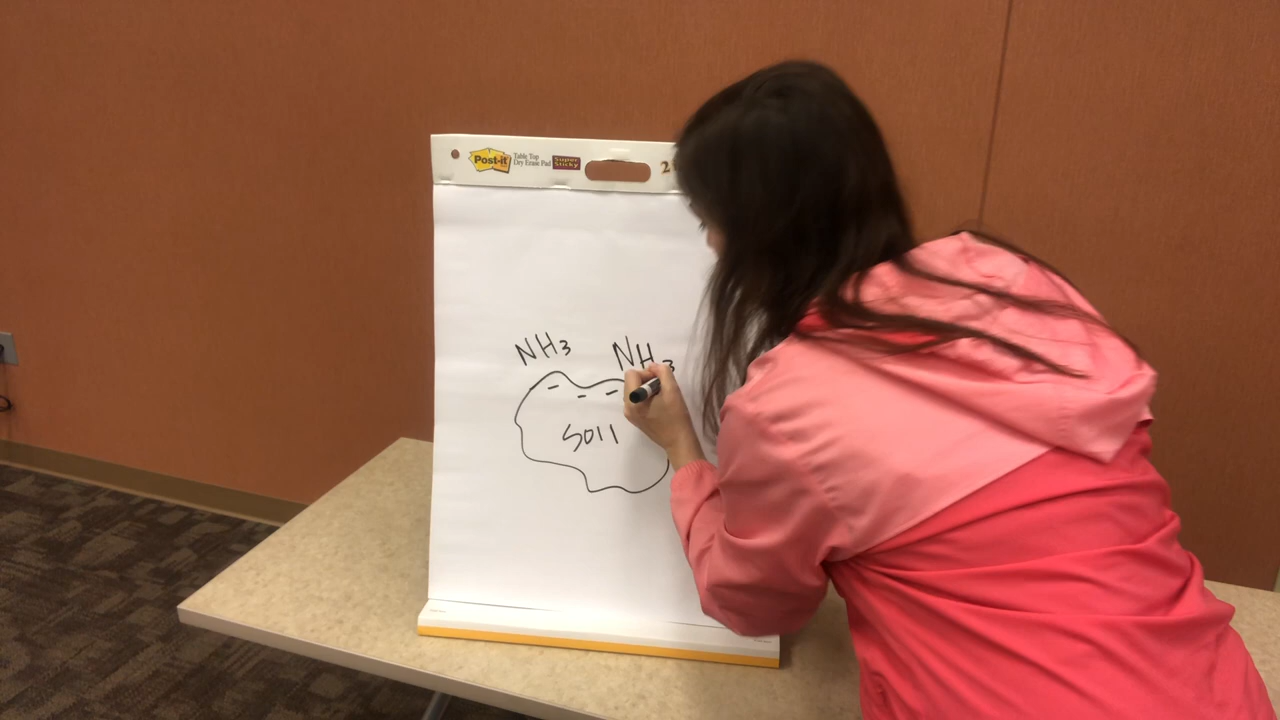 Post-it
Table Top
Dry Erase Pad
Super
Sticky
NH3 NH3
SOIL